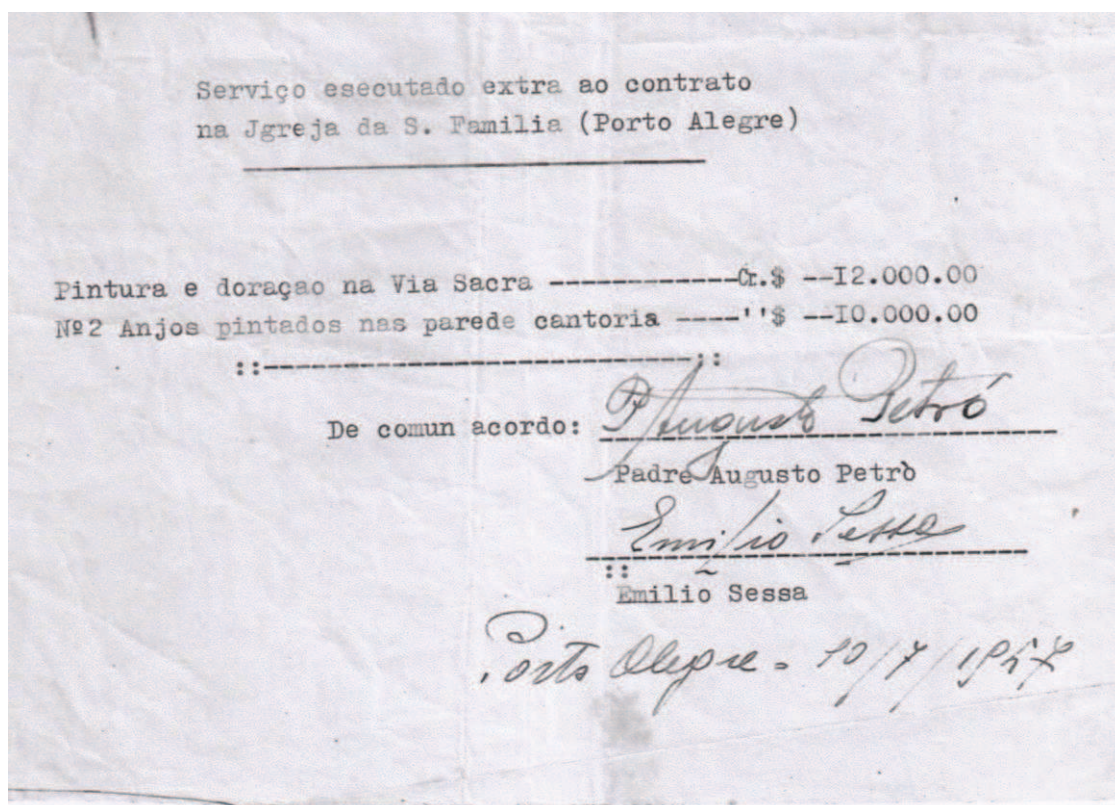 Serviço esecutado extra ao contrato
na Jgreja da S. Familia (Porto Alegre)
Pintura e doraçao na Via Sacra ------------Cr.$ --I2.000.00
Nº2 Anjos pintados nas parede cantoria ----''$ --I0.000.00
::----------------------------::
De comun acordo: P Augusto Petró
Padre Augusto Petrò
Emilio Sessa
::
Emilio Sessa
Porto Alegre = 10/7/1957